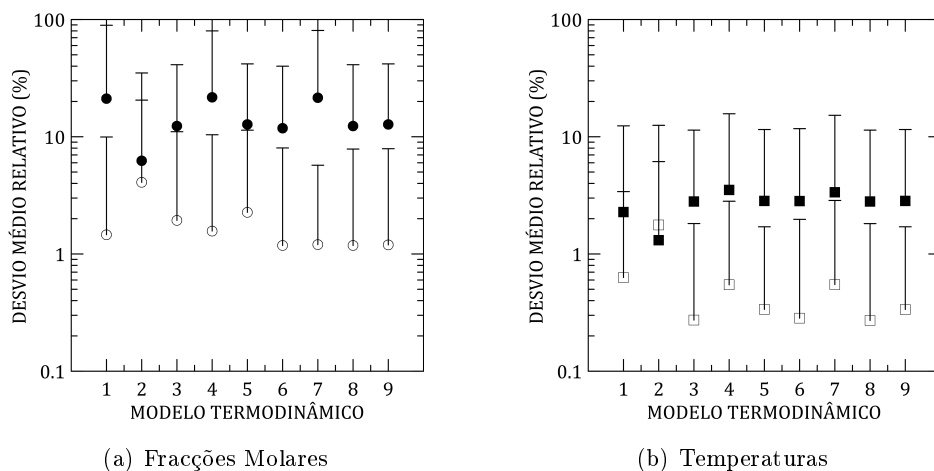 DESVIO MÉDIO RELATIVO (%)
100
10
1
0.1
1 2 3 4 5 6 7 8 9
MODELO TERMODINÂMICO
(a) Fracções Molares
DESVIO MÉDIO RELATIVO (%)
100
10
1
0.1
1 2 3 4 5 6 7 8 9
MODELO TERMODINÂMICO
(b) Temperaturas